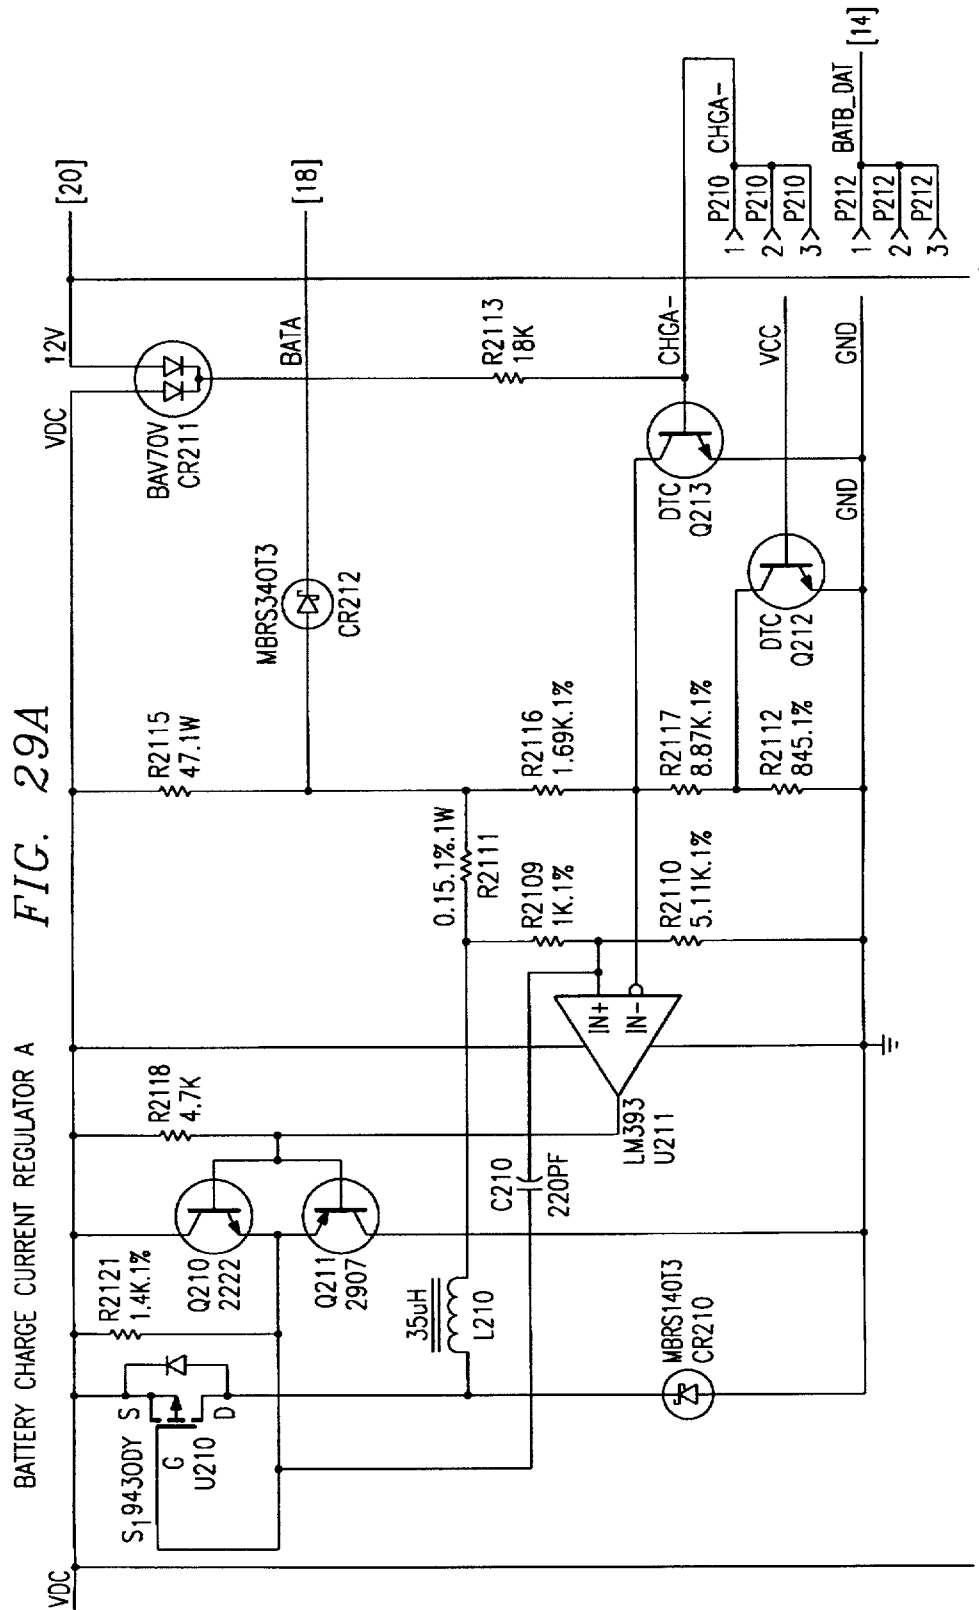 FIG. 29A
BATTERY CHARGE CURRENT REGULATOR A
VDC
S19430DY
S
G
D
U210
R2121
1.4K.1%
Q210
2222
Q211
2907
R2118
4.7K
R2115
47.1W
VDC
12V
[20]
BAV70V
CR211
MBRS340T3
CR212
BATA
[18]
35uH
L210
0.15.1%.1W
R2111
C210
220PF
R2109
1K.1%
R2116
1.69K.1%
R2113
18K
IN+
IN-
LM393
U211
R2110
5.11K.1%
R2117
8.87K.1%
R2112
845.1%
DTC
Q213
CHGA-
DTC
Q212
VCC
GND
GND
MBRS140T3
CR210
1 P210 CHGA-
2 P210
3 P210
1 P212 BATB_DAT [14]
2 P212
3 P212